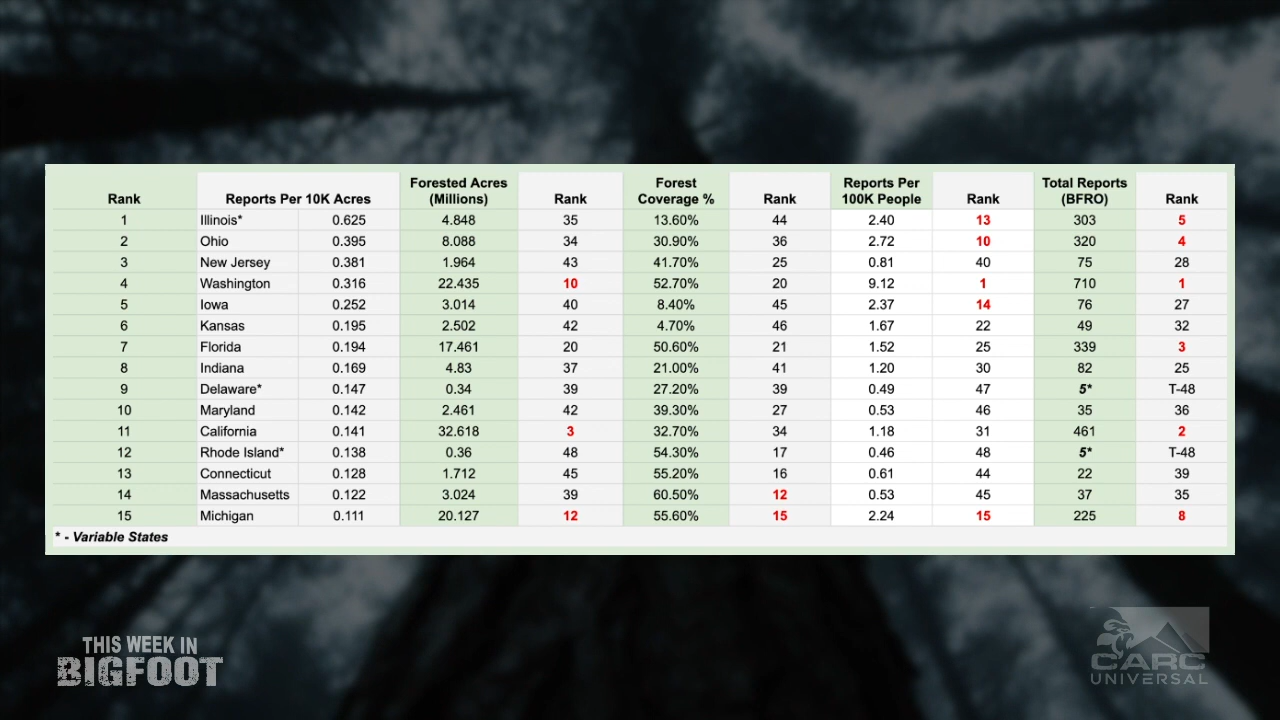 Rank Reports Per 10K Acres Forested Acres (Millions) Rank Forest Coverage % Rank Reports Per 100K People Rank Total Reports (BFRO) Rank
1 Illinois* 0.625 4.848 35 13.60% 44 2.40 13 303 5
2 Ohio 0.395 8.088 34 30.90% 36 2.72 10 320 4
3 New Jersey 0.381 1.964 43 41.70% 25 0.81 40 75 28
4 Washington 0.316 22.435 10 52.70% 20 9.12 1 710 1
5 Iowa 0.252 3.014 40 8.40% 45 2.37 14 76 27
6 Kansas 0.195 2.502 42 4.70% 46 1.67 22 49 32
7 Florida 0.194 17.461 20 50.60% 21 1.52 25 339 3
8 Indiana 0.169 4.83 37 21.00% 41 1.20 30 82 25
9 Delaware* 0.147 0.34 39 27.20% 39 0.49 47 5* T-48
10 Maryland 0.142 2.461 42 39.30% 27 0.53 46 35 36
11 California 0.141 32.618 3 32.70% 34 1.18 31 461 2
12 Rhode Island* 0.138 0.36 48 54.30% 17 0.46 48 5* T-48
13 Connecticut 0.128 1.712 45 55.20% 16 0.61 44 22 39
14 Massachusetts 0.122 3.024 39 60.50% 12 0.53 45 37 35
15 Michigan 0.111 20.127 12 55.60% 15 2.24 15 225 8
* - Variable States
THIS WEEK IN
BIGFOOT
CARC
UNIVERSAL